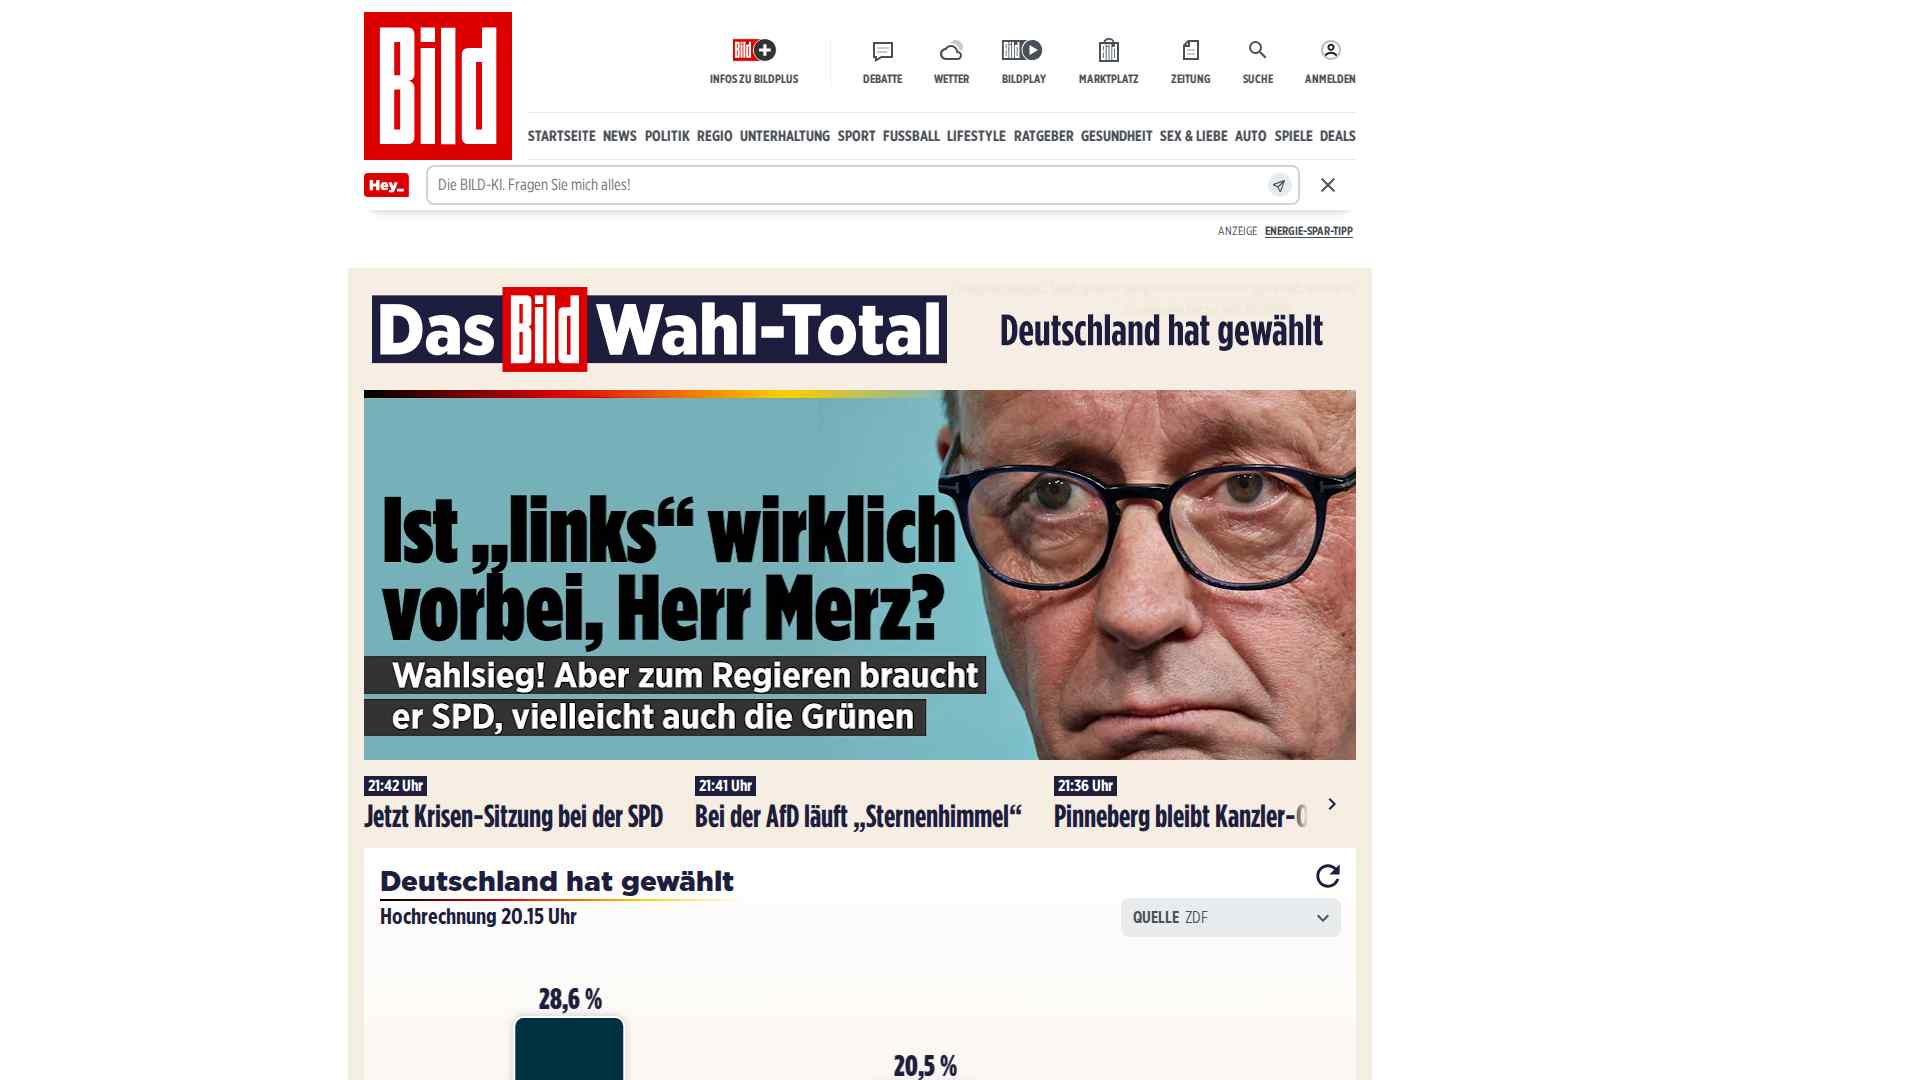 Bild
Bild
INFOS ZU BILDPLUS
DEBATTE
WETTER
Bild
BILDPLAY
Bild
MARKTPLATZ
ZEITUNG
SUCHE
ANMELDEN
STARTSEITE NEWS POLITIK REGIO UNTERHALTUNG SPORT FUSSBALL LIFESTYLE RATGEBER GESUNDHEIT SEX & LIEBE AUTO SPIELE DEALS
Hey_
Die BILD-KI. Fragen Sie mich alles!
ANZEIGE ENERGIE-SPAR-TIPP
Das Bild Wahl-Total
Deutschland hat gewählt
Ist „links“ wirklich
vorbei, Herr Merz?
Wahlsieg! Aber zum Regieren braucht
er SPD, vielleicht auch die Grünen
21:42 Uhr
Jetzt Krisen-Sitzung bei der SPD
21:41 Uhr
Bei der AfD läuft „Sternenhimmel“
21:36 Uhr
Pinneberg bleibt Kanzler-
Deutschland hat gewählt
Hochrechnung 20.15 Uhr
QUELLE ZDF
28,6 %
20,5 %